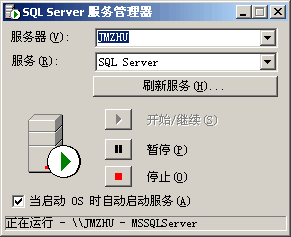 SQL Server 服务管理器
服务器(V): JMZHU
服务(R): SQL Server
刷新服务(H)...
开始/继续(S)
暂停(P)
停止(O)
当启动 OS 时自动启动服务(A)
正在运行 - \\JMZHU - MSSQLServer